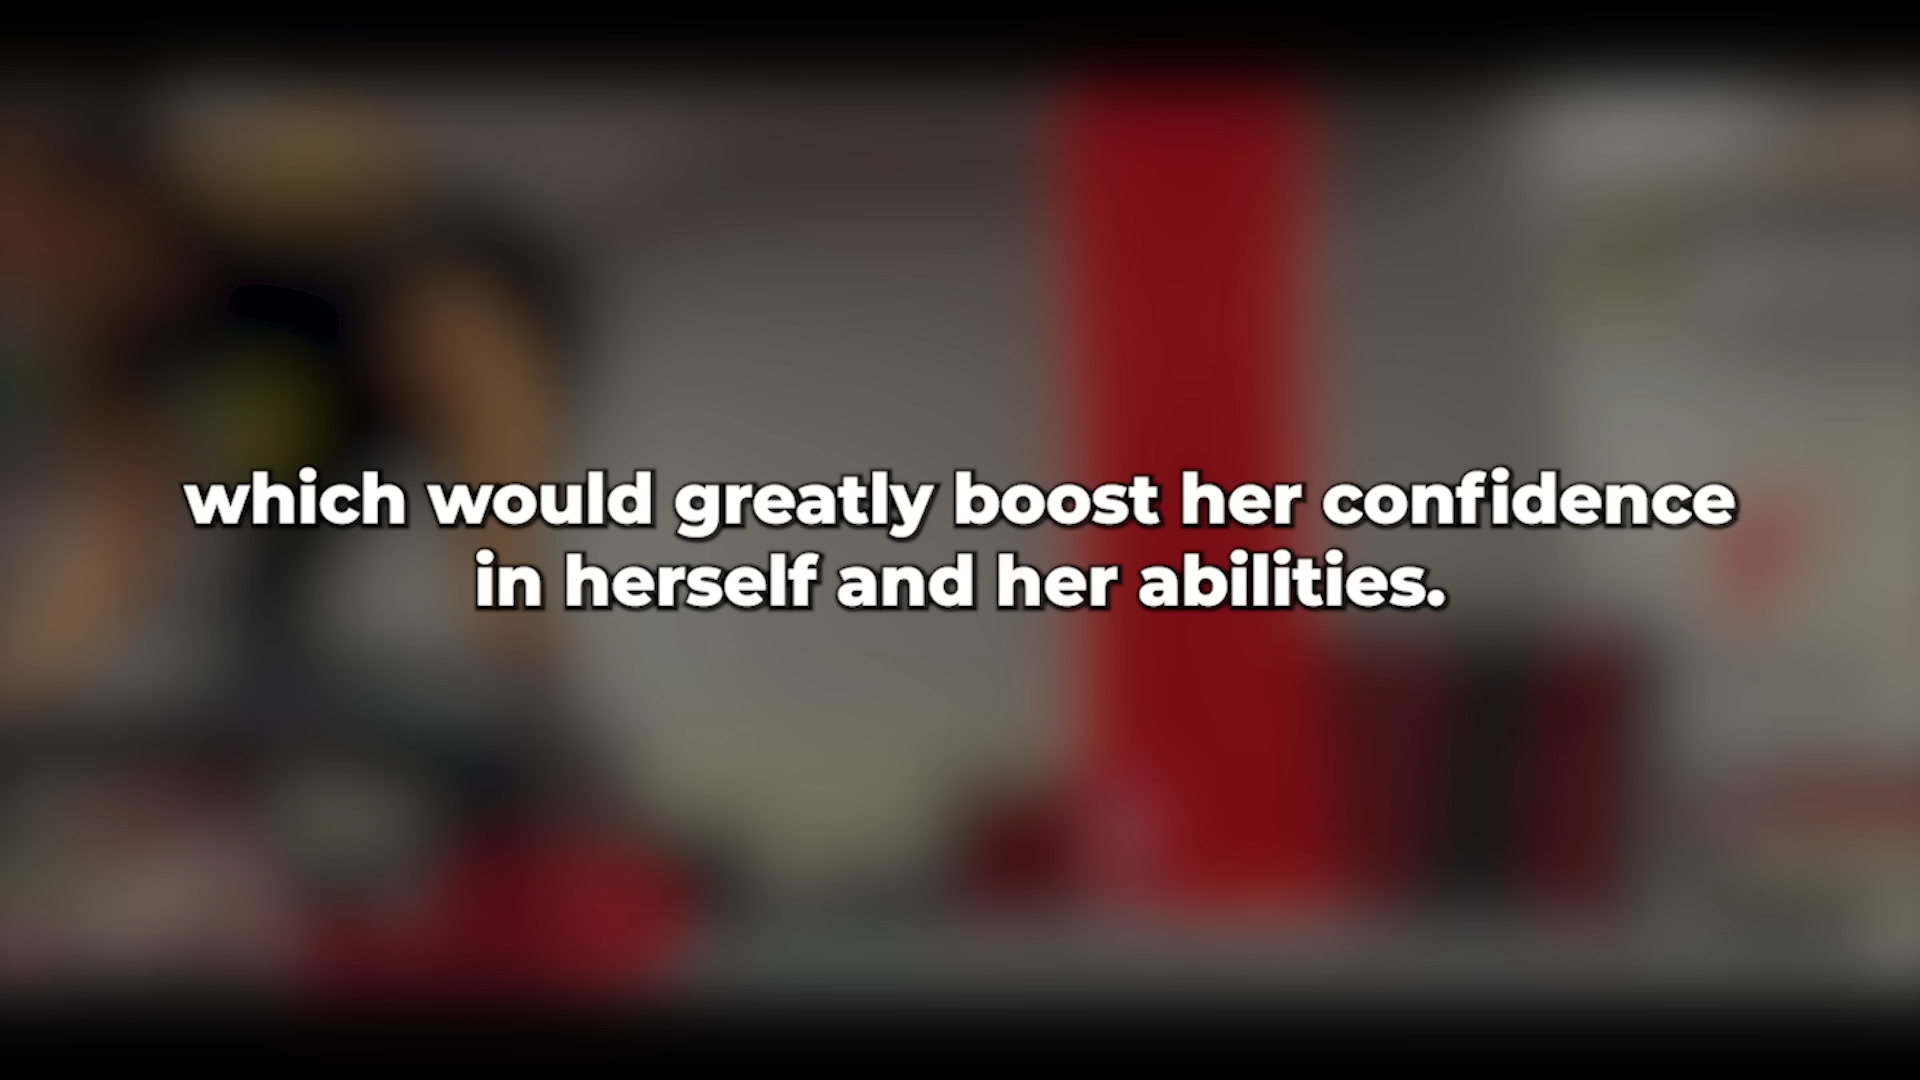 which would greatly boost her confidence
in herself and her abilities.